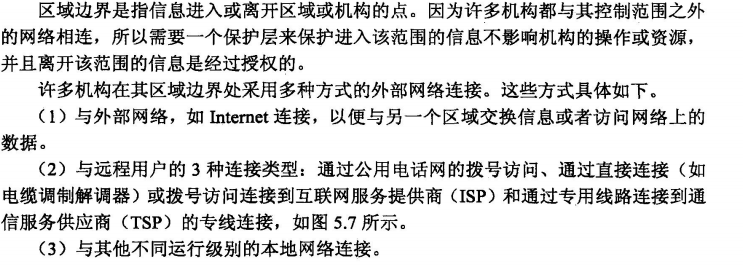 区域边界是指信息进入或离开区域或机构的点。因为许多机构都与其控制范围之外
的网络相连，所以需要一个保护层来保护进入该范围的信息不影响机构的操作或资源，
并且离开该范围的信息是经过授权的。
许多机构在其区域边界处采用多种方式的外部网络连接。这些方式具体如下。
（1）与外部网络，如 Internet 连接，以便与另一个区域交换信息或者访问网络上的
数据。
（2）与远程用户的 3 种连接类型：通过公用电话网的拨号访问、通过直接连接（如
电缆调制解调器）或拨号访问连接到互联网服务提供商（ISP）和通过专用线路连接到通
信服务供应商（TSP）的专线连接，如图 5.7 所示。
（3）与其他不同运行级别的本地网络连接。